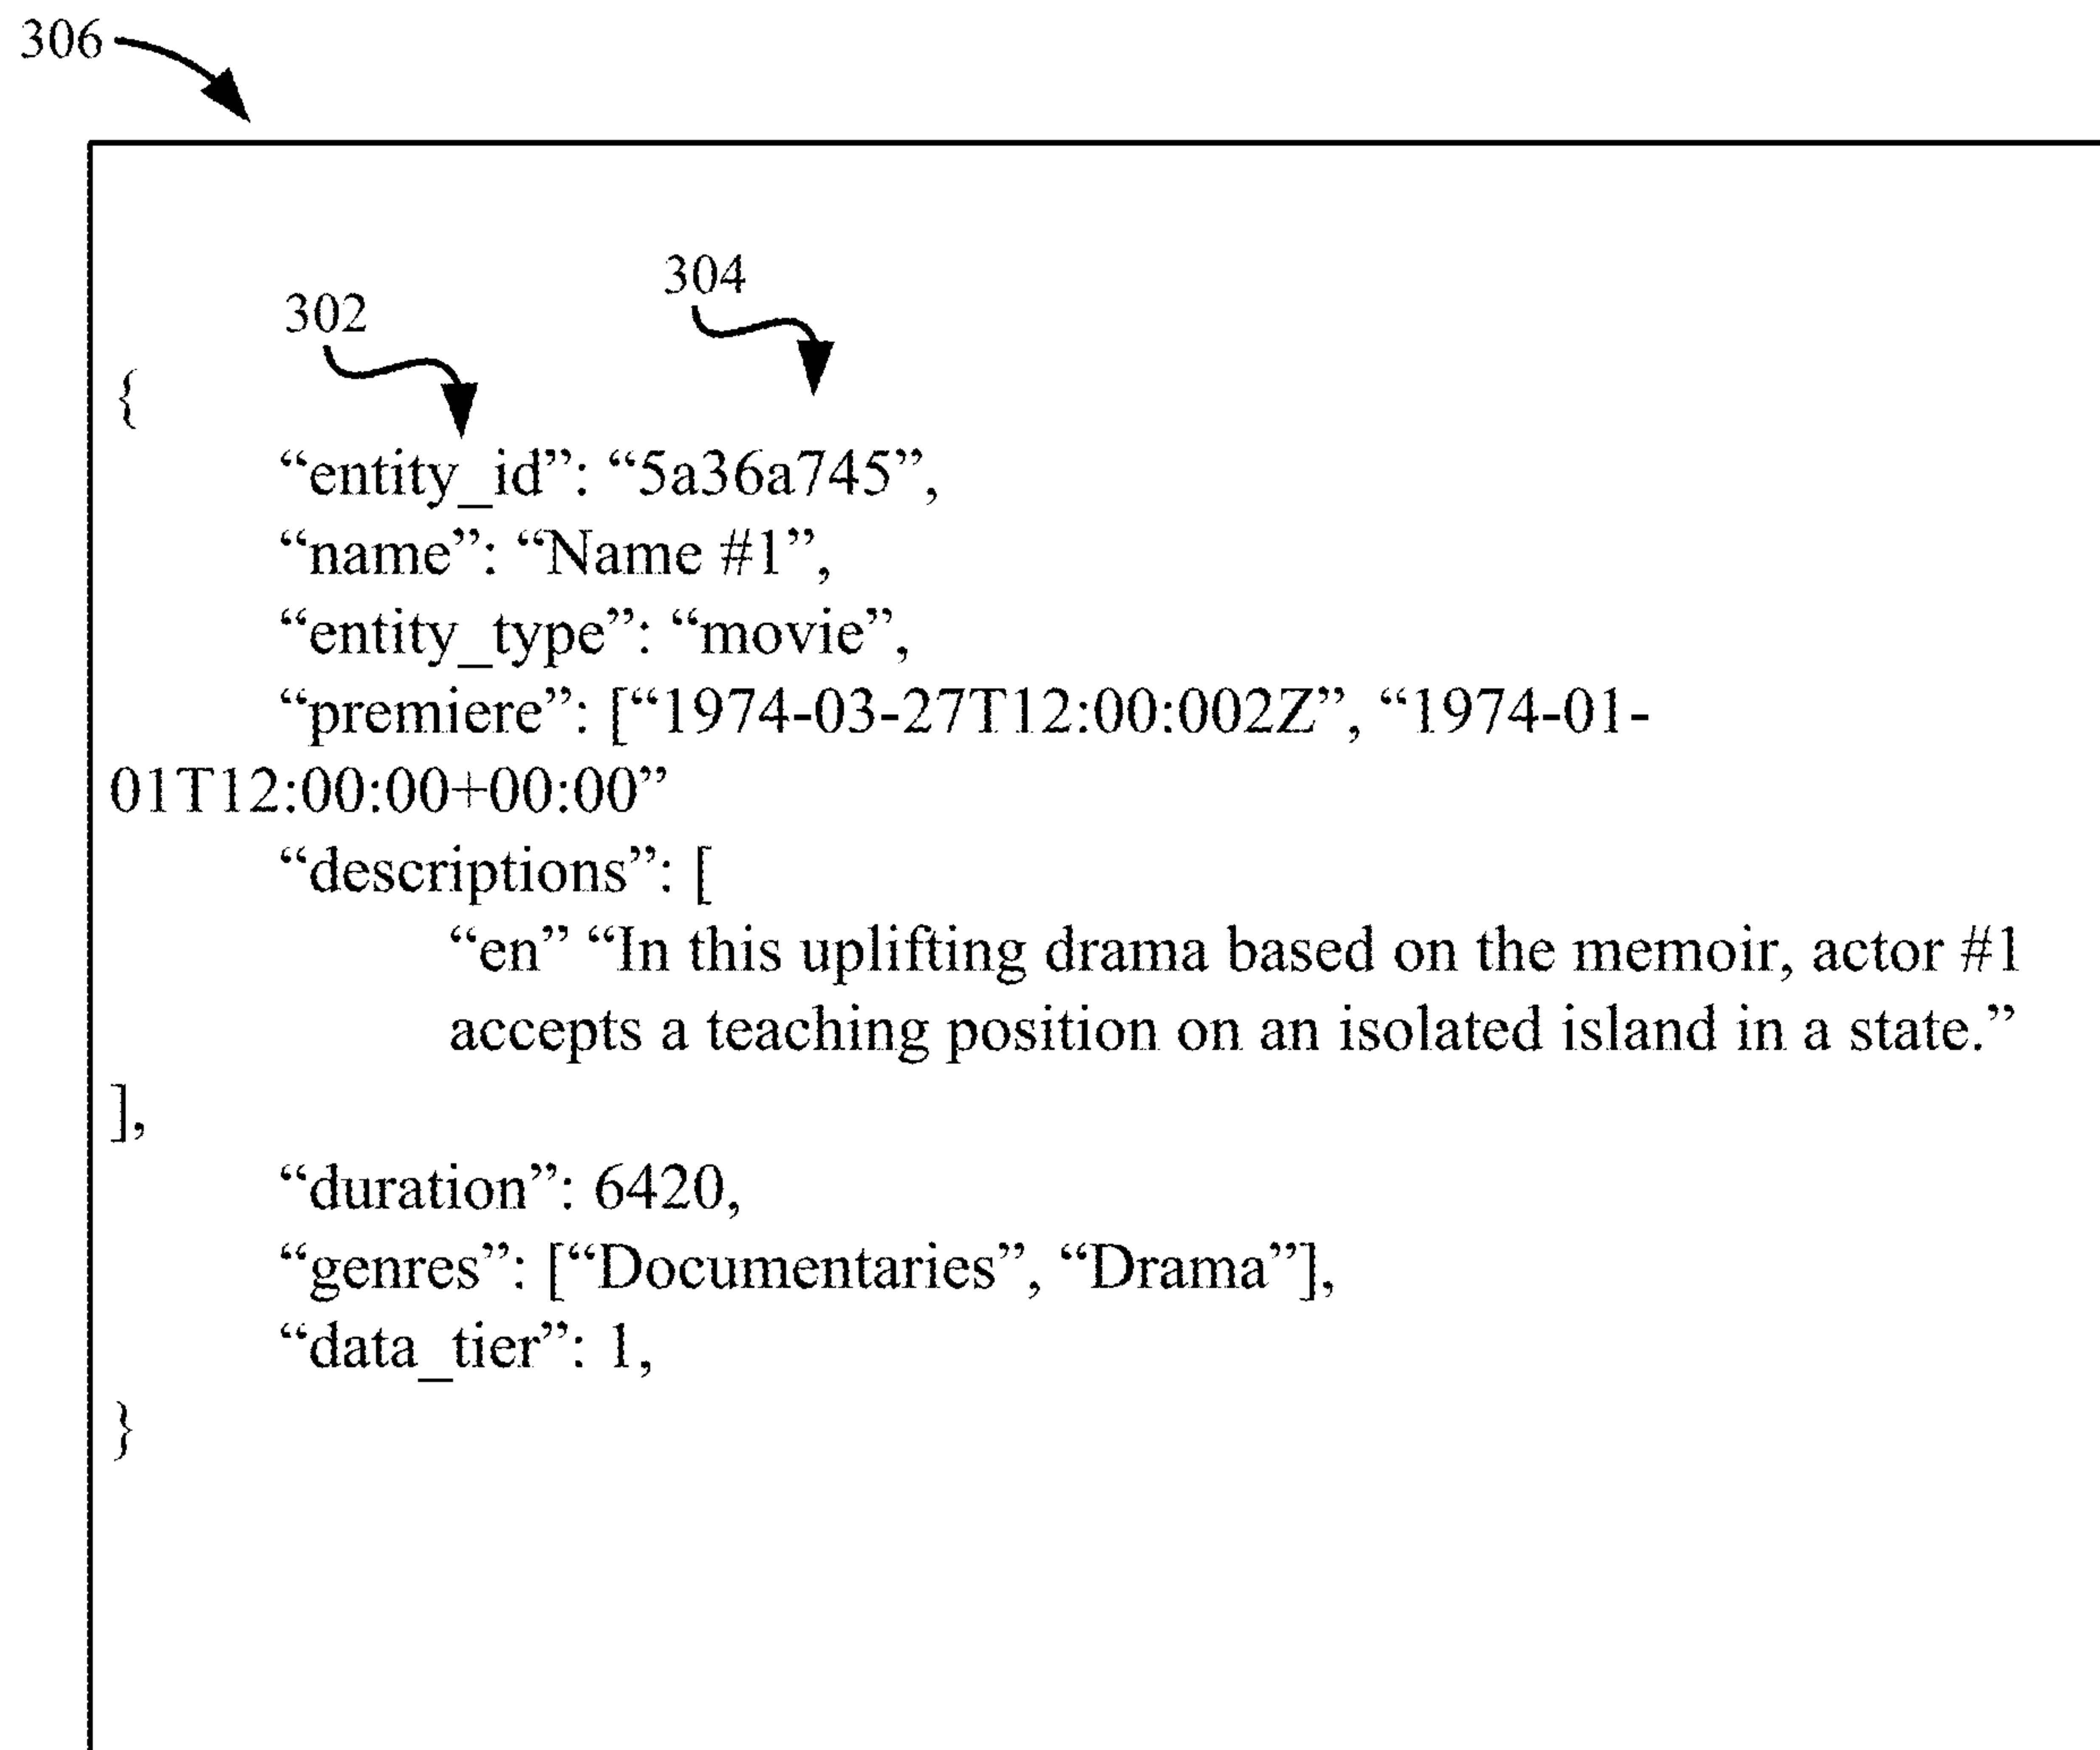 306
304
302
{
“entity_id”: “5a36a745”,
“name”: “Name #1”,
“entity_type”: “movie”,
“premiere”: [“1974-03-27T12:00:002Z”, “1974-01-
01T12:00:00+00:00”
“descriptions”: [
“en” “In this uplifting drama based on the memoir, actor #1
accepts a teaching position on an isolated island in a state.”
],
“duration”: 6420,
“genres”: [“Documentaries”, “Drama”],
“data_tier”: 1,
}